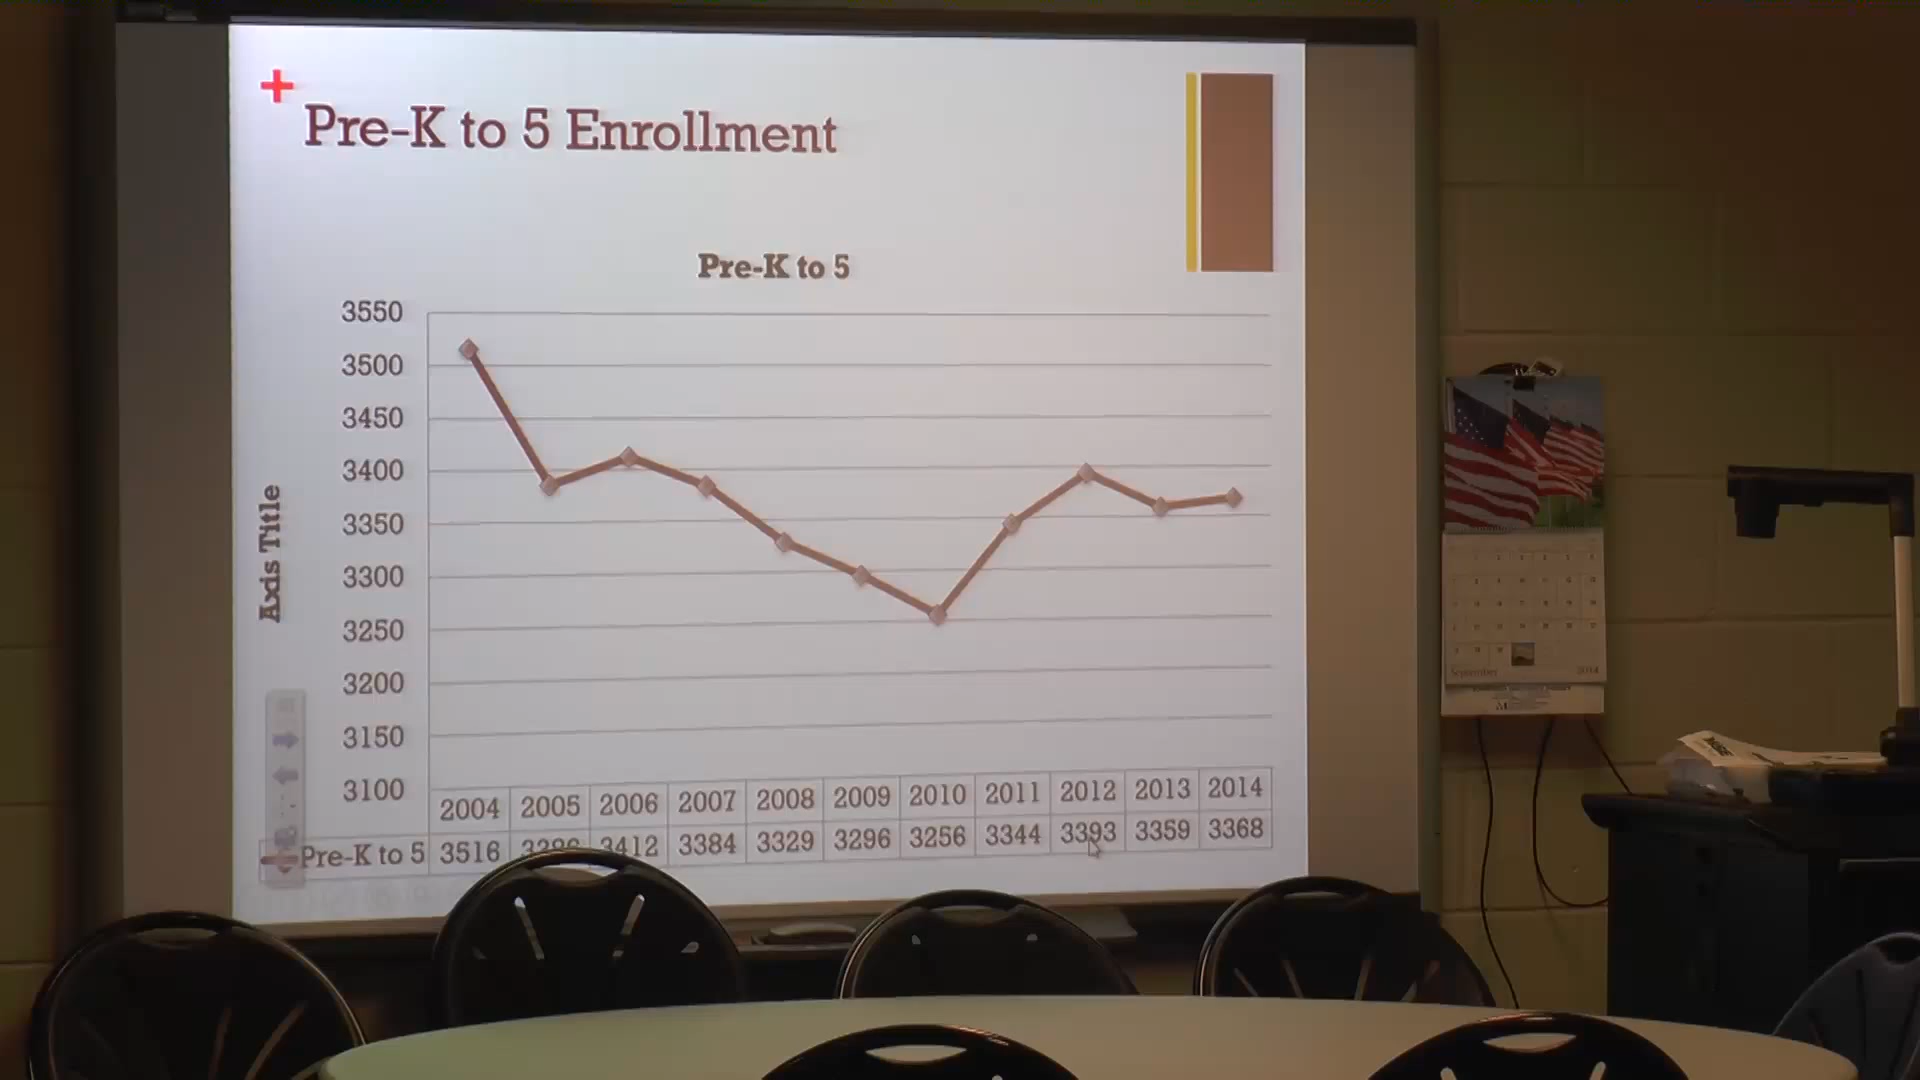 +
Pre-K to 5 Enrollment
Pre-K to 5
3550
3500
3450
3400
3350
3300
3250
3200
3150
3100
Axis Title
2004 2005 2006 2007 2008 2009 2010 2011 2012 2013 2014
Pre-K to 5 3516 3412 3384 3329 3296 3256 3344 3393 3359 3368
September 2014